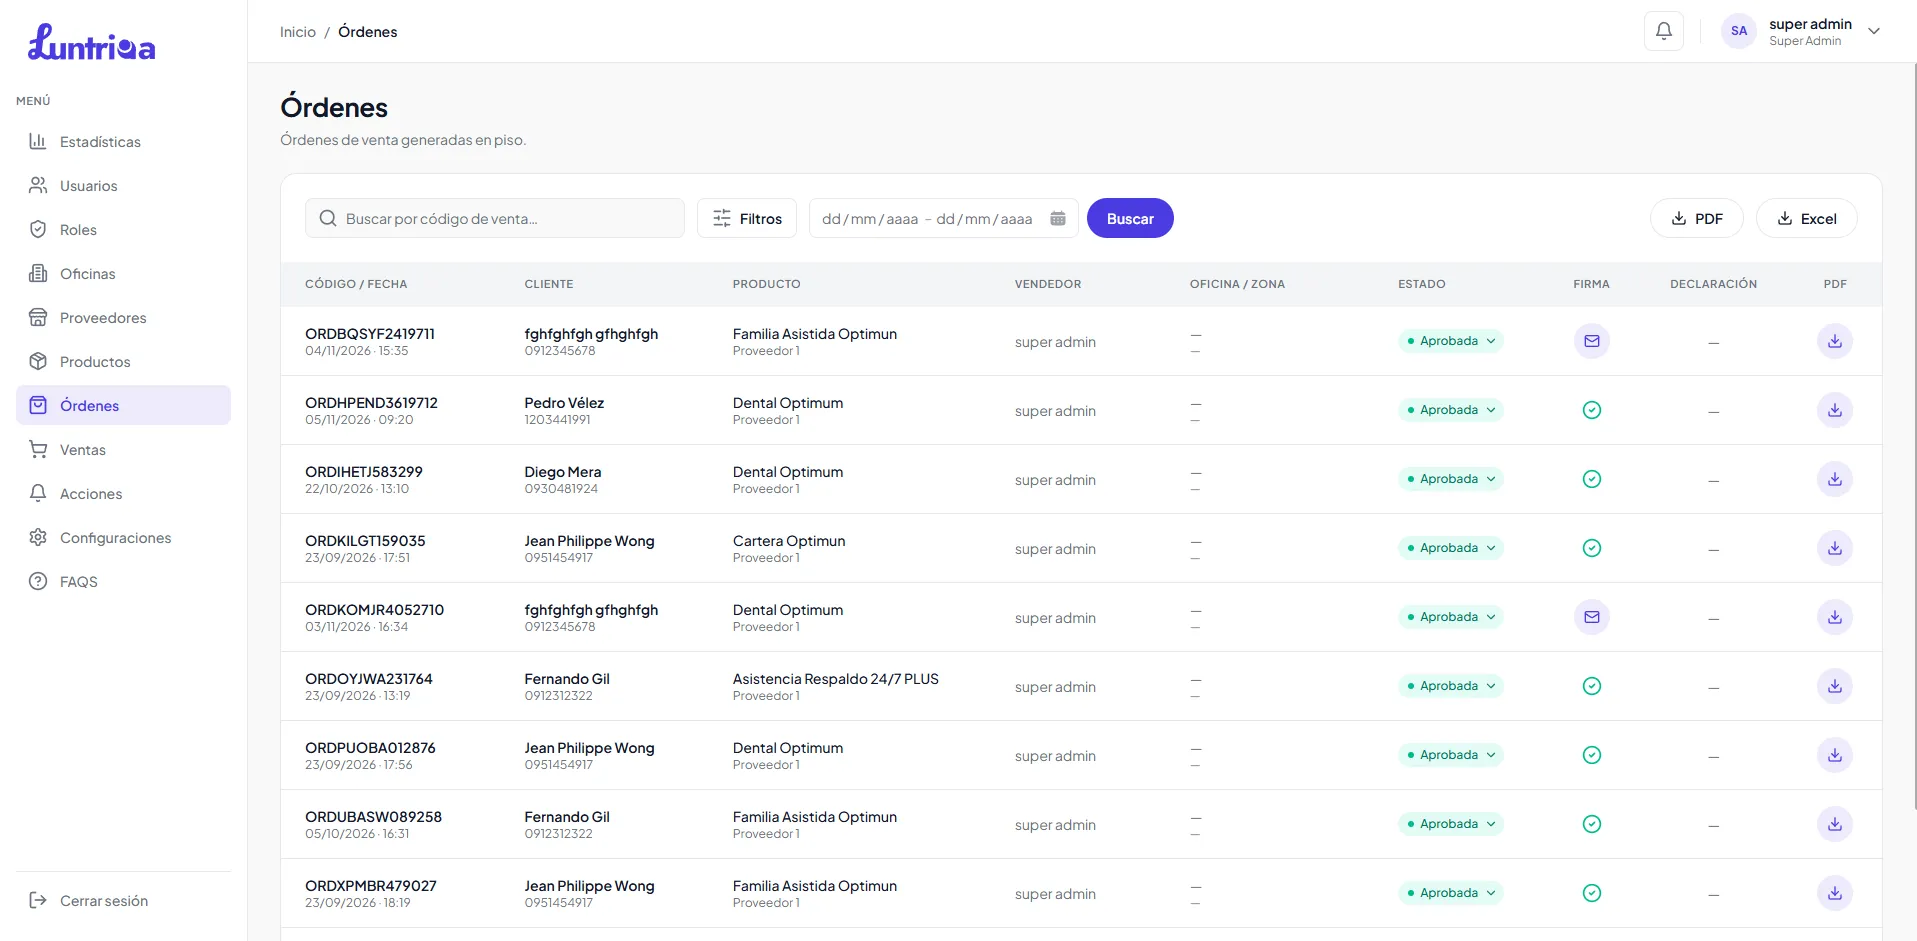 Luntriqa
Inicio / Órdenes
SA
super admin
Super Admin
MENÚ
Estadísticas
Usuarios
Roles
Oficinas
Proveedores
Productos
Órdenes
Ventas
Acciones
Configuraciones
FAQS
Cerrar sesión
Órdenes
Órdenes de venta generadas en piso.
Buscar por código de venta...
Filtros
dd/mm/aaaa – dd/mm/aaaa
Buscar
PDF
Excel
CÓDIGO / FECHA CLIENTE PRODUCTO VENDEDOR OFICINA / ZONA ESTADO FIRMA DECLARACIÓN PDF
ORDBQSYF2419711 fghfghfgh gfhghfgh Familia Asistida Optimun super admin — Aprobada —
04/11/2026 · 15:35 0912345678 Proveedor 1 —
ORDHPEND3619712 Pedro Vélez Dental Optimum super admin — Aprobada —
05/11/2026 · 09:20 1203441991 Proveedor 1 —
ORDIHETJ583299 Diego Mera Dental Optimum super admin — Aprobada —
22/10/2026 · 13:10 0930481924 Proveedor 1 —
ORDKILGT159035 Jean Philippe Wong Cartera Optimun super admin — Aprobada —
23/09/2026 · 17:51 0951454917 Proveedor 1 —
ORDKOMJR4052710 fghfghfgh gfhghfgh Dental Optimum super admin — Aprobada —
03/11/2026 · 16:34 0912345678 Proveedor 1 —
ORDOYJWA231764 Fernando Gil Asistencia Respaldo 24/7 PLUS super admin — Aprobada —
23/09/2026 · 13:19 0912312322 Proveedor 1 —
ORDPUOBA012876 Jean Philippe Wong Dental Optimum super admin — Aprobada —
23/09/2026 · 17:56 0951454917 Proveedor 1 —
ORDUBASW089258 Fernando Gil Familia Asistida Optimun super admin — Aprobada —
05/10/2026 · 16:31 0912312322 Proveedor 1 —
ORDXPMBR479027 Jean Philippe Wong Familia Asistida Optimun super admin — Aprobada —
23/09/2026 · 18:19 0951454917 Proveedor 1 —